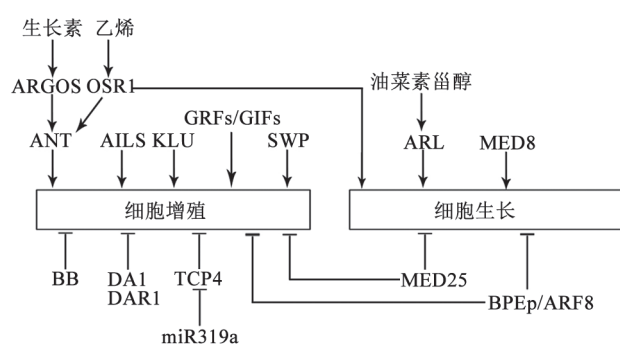 生长素 乙烯
ARGOS OSR1
油菜素甾醇
GRFs/GIFs
ANT AILS KLU SWP ARL MED8
细胞增殖 细胞生长
BB DA1 TCP4 MED25
DAR1
BPEp/ARF8
miR319a